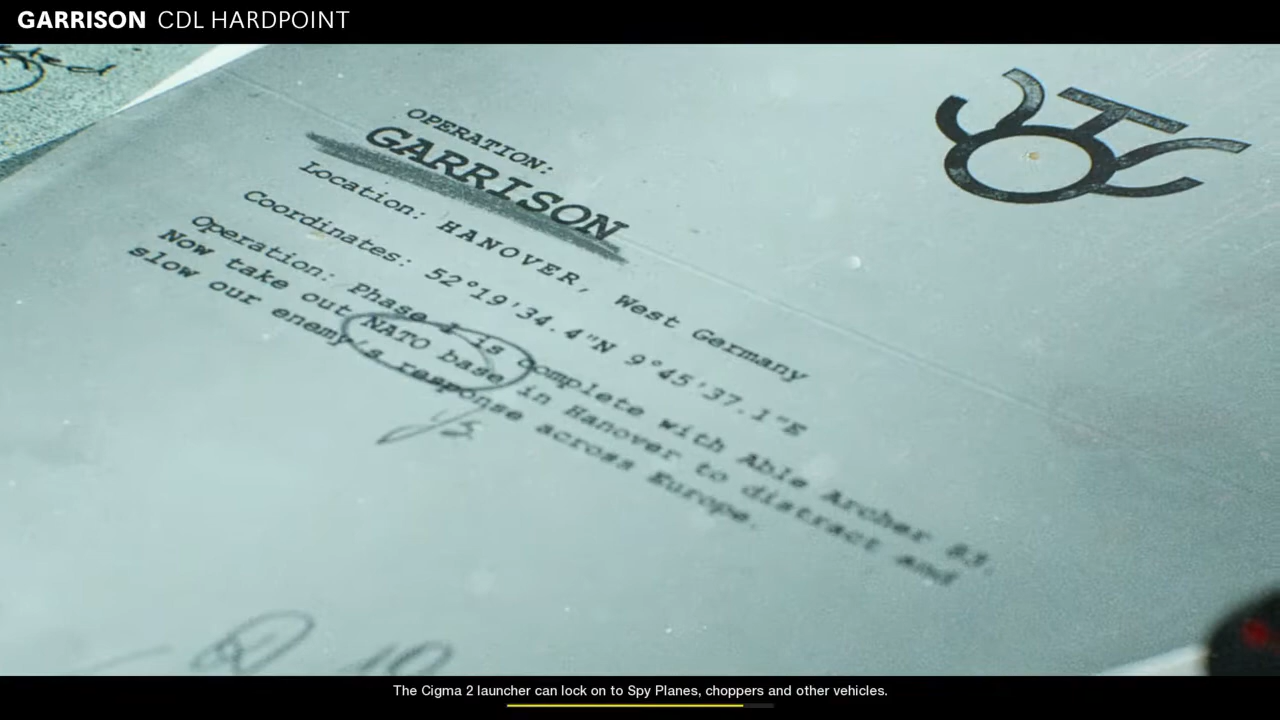 GARRISON CDL HARDPOINT
OPERATION:
GARRISON
Location: HANOVER, West Germany
Coordinates: 52°19'34.4"N 9°45'37.1"E
Operation: Phase I is complete with Able Archer 83.
Now take out NATO base in Hanover to distract and
slow our enemy's response across Europe.
The Cigma 2 launcher can lock on to Spy Planes, choppers and other vehicles.